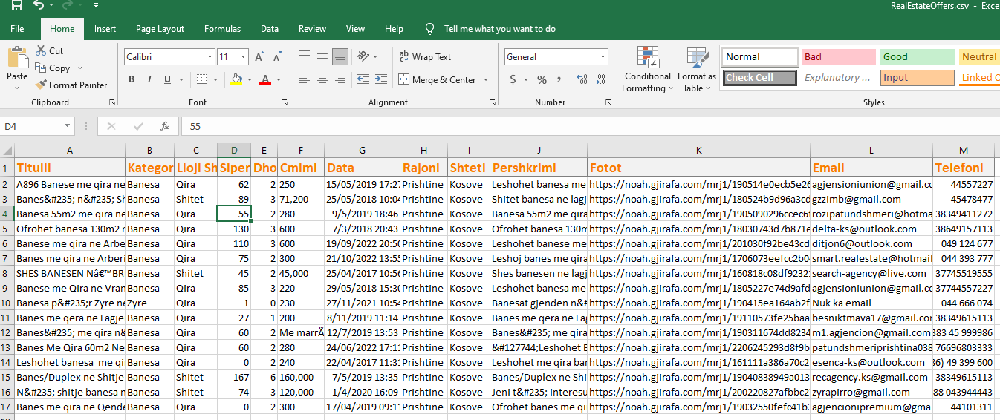 RealEstateOffers.csv - Exce
File Home Insert Page Layout Formulas Data Review View Help Tell me what you want to do
Paste Cut Copy Format Painter Clipboard
Calibri 11 A A B I U A Font
ab Wrap Text Merge & Center Alignment
General $ % , Number
Conditional Formatting Format as Table
Normal Bad Good Neutral
Check Cell Explanatory ... Input Linked C
Styles
D4 fx 55
A B C D E F G H I J K L M
1 Titulli Kategor Lloji Sh Siper Dho Cmimi Data Rajoni Shteti Pershkrimi Fotot Email Telefoni
2 A896 Banese me qira ne Banesa Qira 62 2 250 15/05/2019 17:27 Prishtine Kosove Leshohet banesa me https://noah.gjirafa.com/mrj1/190514e0ecb5e26 agjensioniunion@gmail.co 44557227
3 Banes&#235; n&#235; Sh Banesa Shitet 89 3 71,200 25/05/2018 10:04 Prishtine Kosove Shitet banesa ne lagj https://noah.gjirafa.com/mrj1/180524b9d96a3cd gzzimb@gmail.com 45478477
4 Banesa 55m2 me qira ne Banesa Qira 55 2 280 9/5/2019 18:46 Prishtine Kosove Banesa 55m2 me qira https://noah.gjirafa.com/mrj1/1905090296ccec6 rozipatundshmeri@hotma 38349411272
5 Ofrohet banesa 130m2 r Banesa Qira 130 3 600 7/3/2018 20:43 Prishtine Kosove Ofrohet banesa 130m https://noah.gjirafa.com/mrj1/18030743d7b871e delta-ks@outlook.com 38649157113
6 Banese me qira ne Arbe Banesa Qira 110 3 600 19/09/2022 20:50 Prishtine Kosove Leshohet banese me https://noah.gjirafa.com/mrj1/201030f92be43cd ditjon6@outlook.com 049 124 677
7 Banes me qira ne Arberi Banesa Qira 75 2 300 21/10/2022 13:55 Prishtine Kosove Leshoj banes me qira https://noah.gjirafa.com/mrj1/1706073eefcc2b0 smart.realestate@hotmail 044 393 777
8 SHES BANESEN Nâ€™BR Banesa Shitet 45 2 45,000 25/04/2017 10:56 Prishtine Kosove Shes banesen ne lagj https://noah.gjirafa.com/mrj1/160818c08df9232 search-agency@live.com 37745519555
9 Banese me Qira ne Vran Banesa Qira 85 3 220 29/05/2018 15:30 Prishtine Kosove Leshohet banesa me https://noah.gjirafa.com/mrj1/1805227e74d9afd agjensioniunion@gmail.co 37744557227
10 Banesa p&#235;r Zyre ne Zyre Qira 1 0 230 27/11/2021 10:54 Prishtine Kosove Banesat gjenden n& https://noah.gjirafa.com/mrj1/190415ea164ab2f Nuk ka email 044 666 074
11 Banes me qera ne Lagje Banesa Qira 27 1 200 8/11/2019 11:14 Prishtine Kosove Banes me qera ne Lag https://noah.gjirafa.com/mrj1/19110573fe25baa besniktmava17@gmail.com 38349615113
12 Banes&#235; me qira n& Banesa Qira 60 2 Me marrÃ 12/7/2019 13:53 Prishtine Kosove Banes&#235; me qira https://noah.gjirafa.com/mrj1/190311674dd8234 m1.agjencion@gmail.com 383 45 999986
13 Banes Me Qira 60m2 Ne Banesa Qira 60 2 280 24/06/2022 17:11 Prishtine Kosove &#127744;Leshohet B https://noah.gjirafa.com/mrj1/2206245293d8f9b patundshmeriprishtina038 76696803333
14 Leshohet banesa me qi Banesa Qira 0 2 240 22/04/2017 11:31 Prishtine Kosove Leshohet me qira ban https://noah.gjirafa.com/mrj1/161111a386a70c2 esenca-ks@outlook.com 86) 49 399 600
15 Banes/Duplex ne Shitje Banesa Shitet 167 6 160,000 7/5/2019 13:35 Prishtine Kosove Banes/Duplex ne Shi https://noah.gjirafa.com/mrj1/19040838949a013 recagency.ks@gmail.com 38349615113
16 N&#235; shitje banesa n Banesa Shitet 74 3 120,000 1/4/2020 16:09 Prishtine Kosove Jeni t&#235; interesu https://noah.gjirafa.com/mrj1/200220827afbbc2 zyrapirro@gmail.com 88 043944443
17 Banes me qira ne Qende Banesa Qira 0 2 300 17/04/2019 09:11 Prishtine Kosove Ofrohet banes me qi https://noah.gjirafa.com/mrj1/19032550fefc41b3 agjencionipremium@gmai 44101311